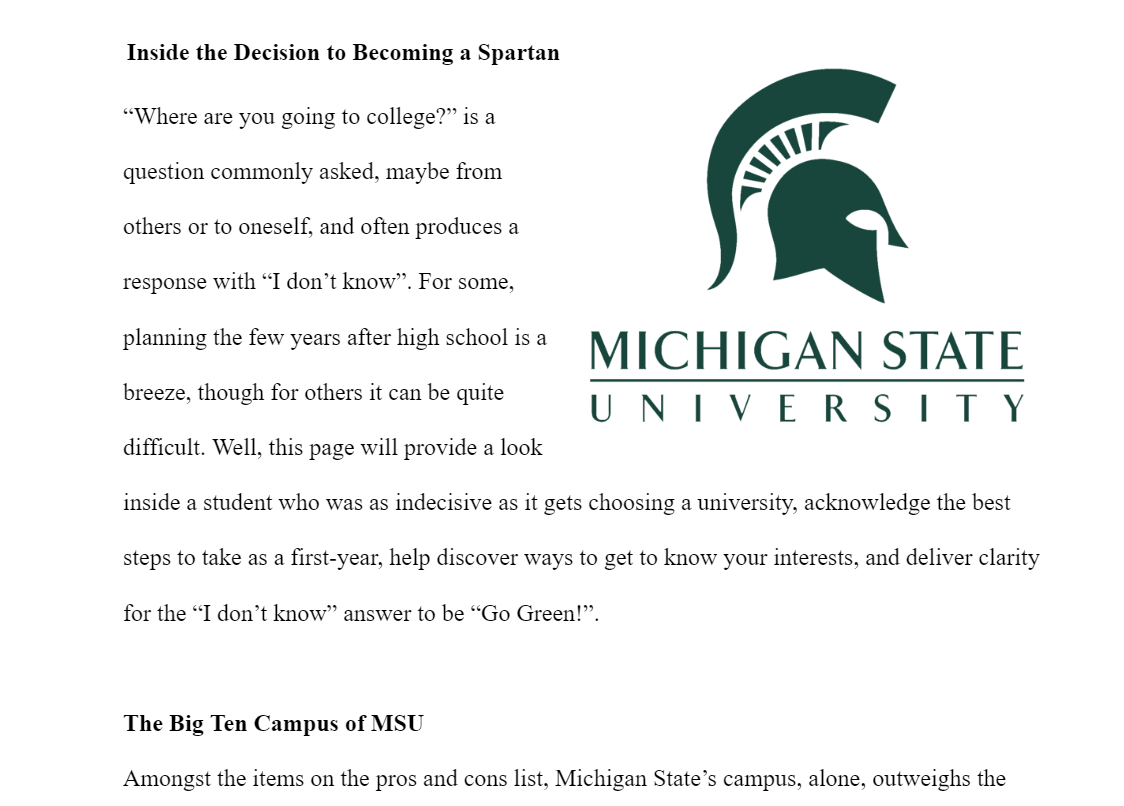 Inside the Decision to Becoming a Spartan
“Where are you going to college?” is a
question commonly asked, maybe from
others or to oneself, and often produces a
response with “I don’t know”. For some,
planning the few years after high school is a
breeze, though for others it can be quite
difficult. Well, this page will provide a look
MICHIGAN STATE
UNIVERSITY
inside a student who was as indecisive as it gets choosing a university, acknowledge the best
steps to take as a first-year, help discover ways to get to know your interests, and deliver clarity
for the “I don’t know” answer to be “Go Green!”.
The Big Ten Campus of MSU
Amongst the items on the pros and cons list, Michigan State’s campus, alone, outweighs the